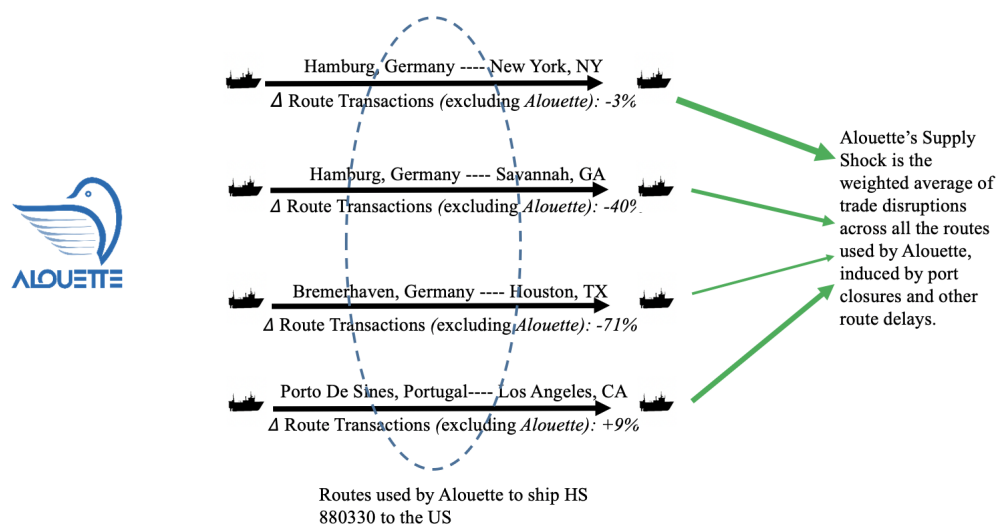 Hamburg, Germany ---- New York, NY
Δ Route Transactions (excluding Alouette): -3%
Hamburg, Germany ---- Savannah, GA
Δ Route Transactions (excluding Alouette): -40%
Bremerhaven, Germany ---- Houston, TX
Δ Route Transactions (excluding Alouette): -71%
Porto De Sines, Portugal---- Los Angeles, CA
Δ Route Transactions (excluding Alouette): +9%
ALOUETTE
Alouette’s Supply
Shock is the
weighted average of
trade disruptions
across all the routes
used by Alouette,
induced by port
closures and other
route delays.
Routes used by Alouette to ship HS
880330 to the US